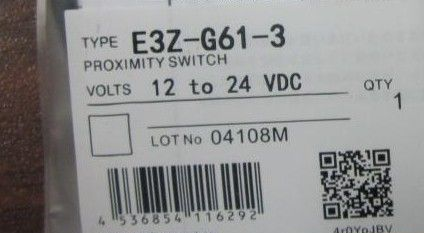 TYPE E3Z-G61-3
PROXIMITY SWITCH
VOLTS 12 to 24 VDC
QTY 1
LOT No 04108M
4 536854 116292
4r0YoJBV